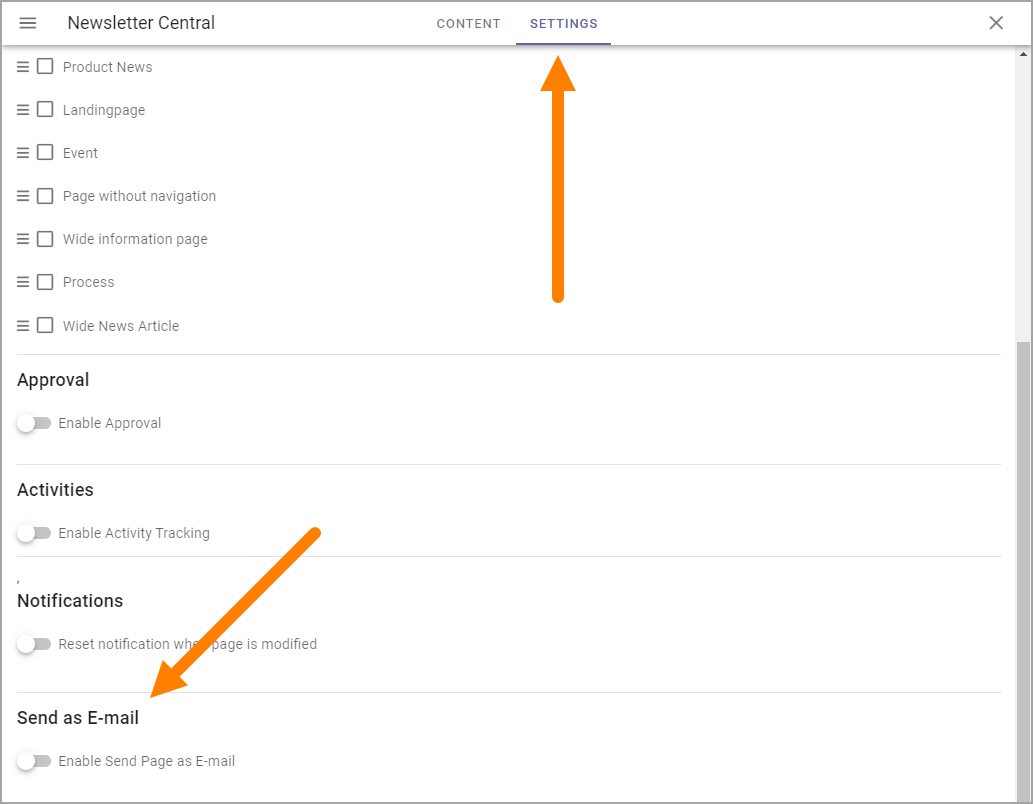 Newsletter Central
CONTENT
SETTINGS
Product News
Landingpage
Event
Page without navigation
Wide information page
Process
Wide News Article
Approval
Enable Approval
Activities
Enable Activity Tracking
,
Notifications
Reset notification when page is modified
Send as E-mail
Enable Send Page as E-mail